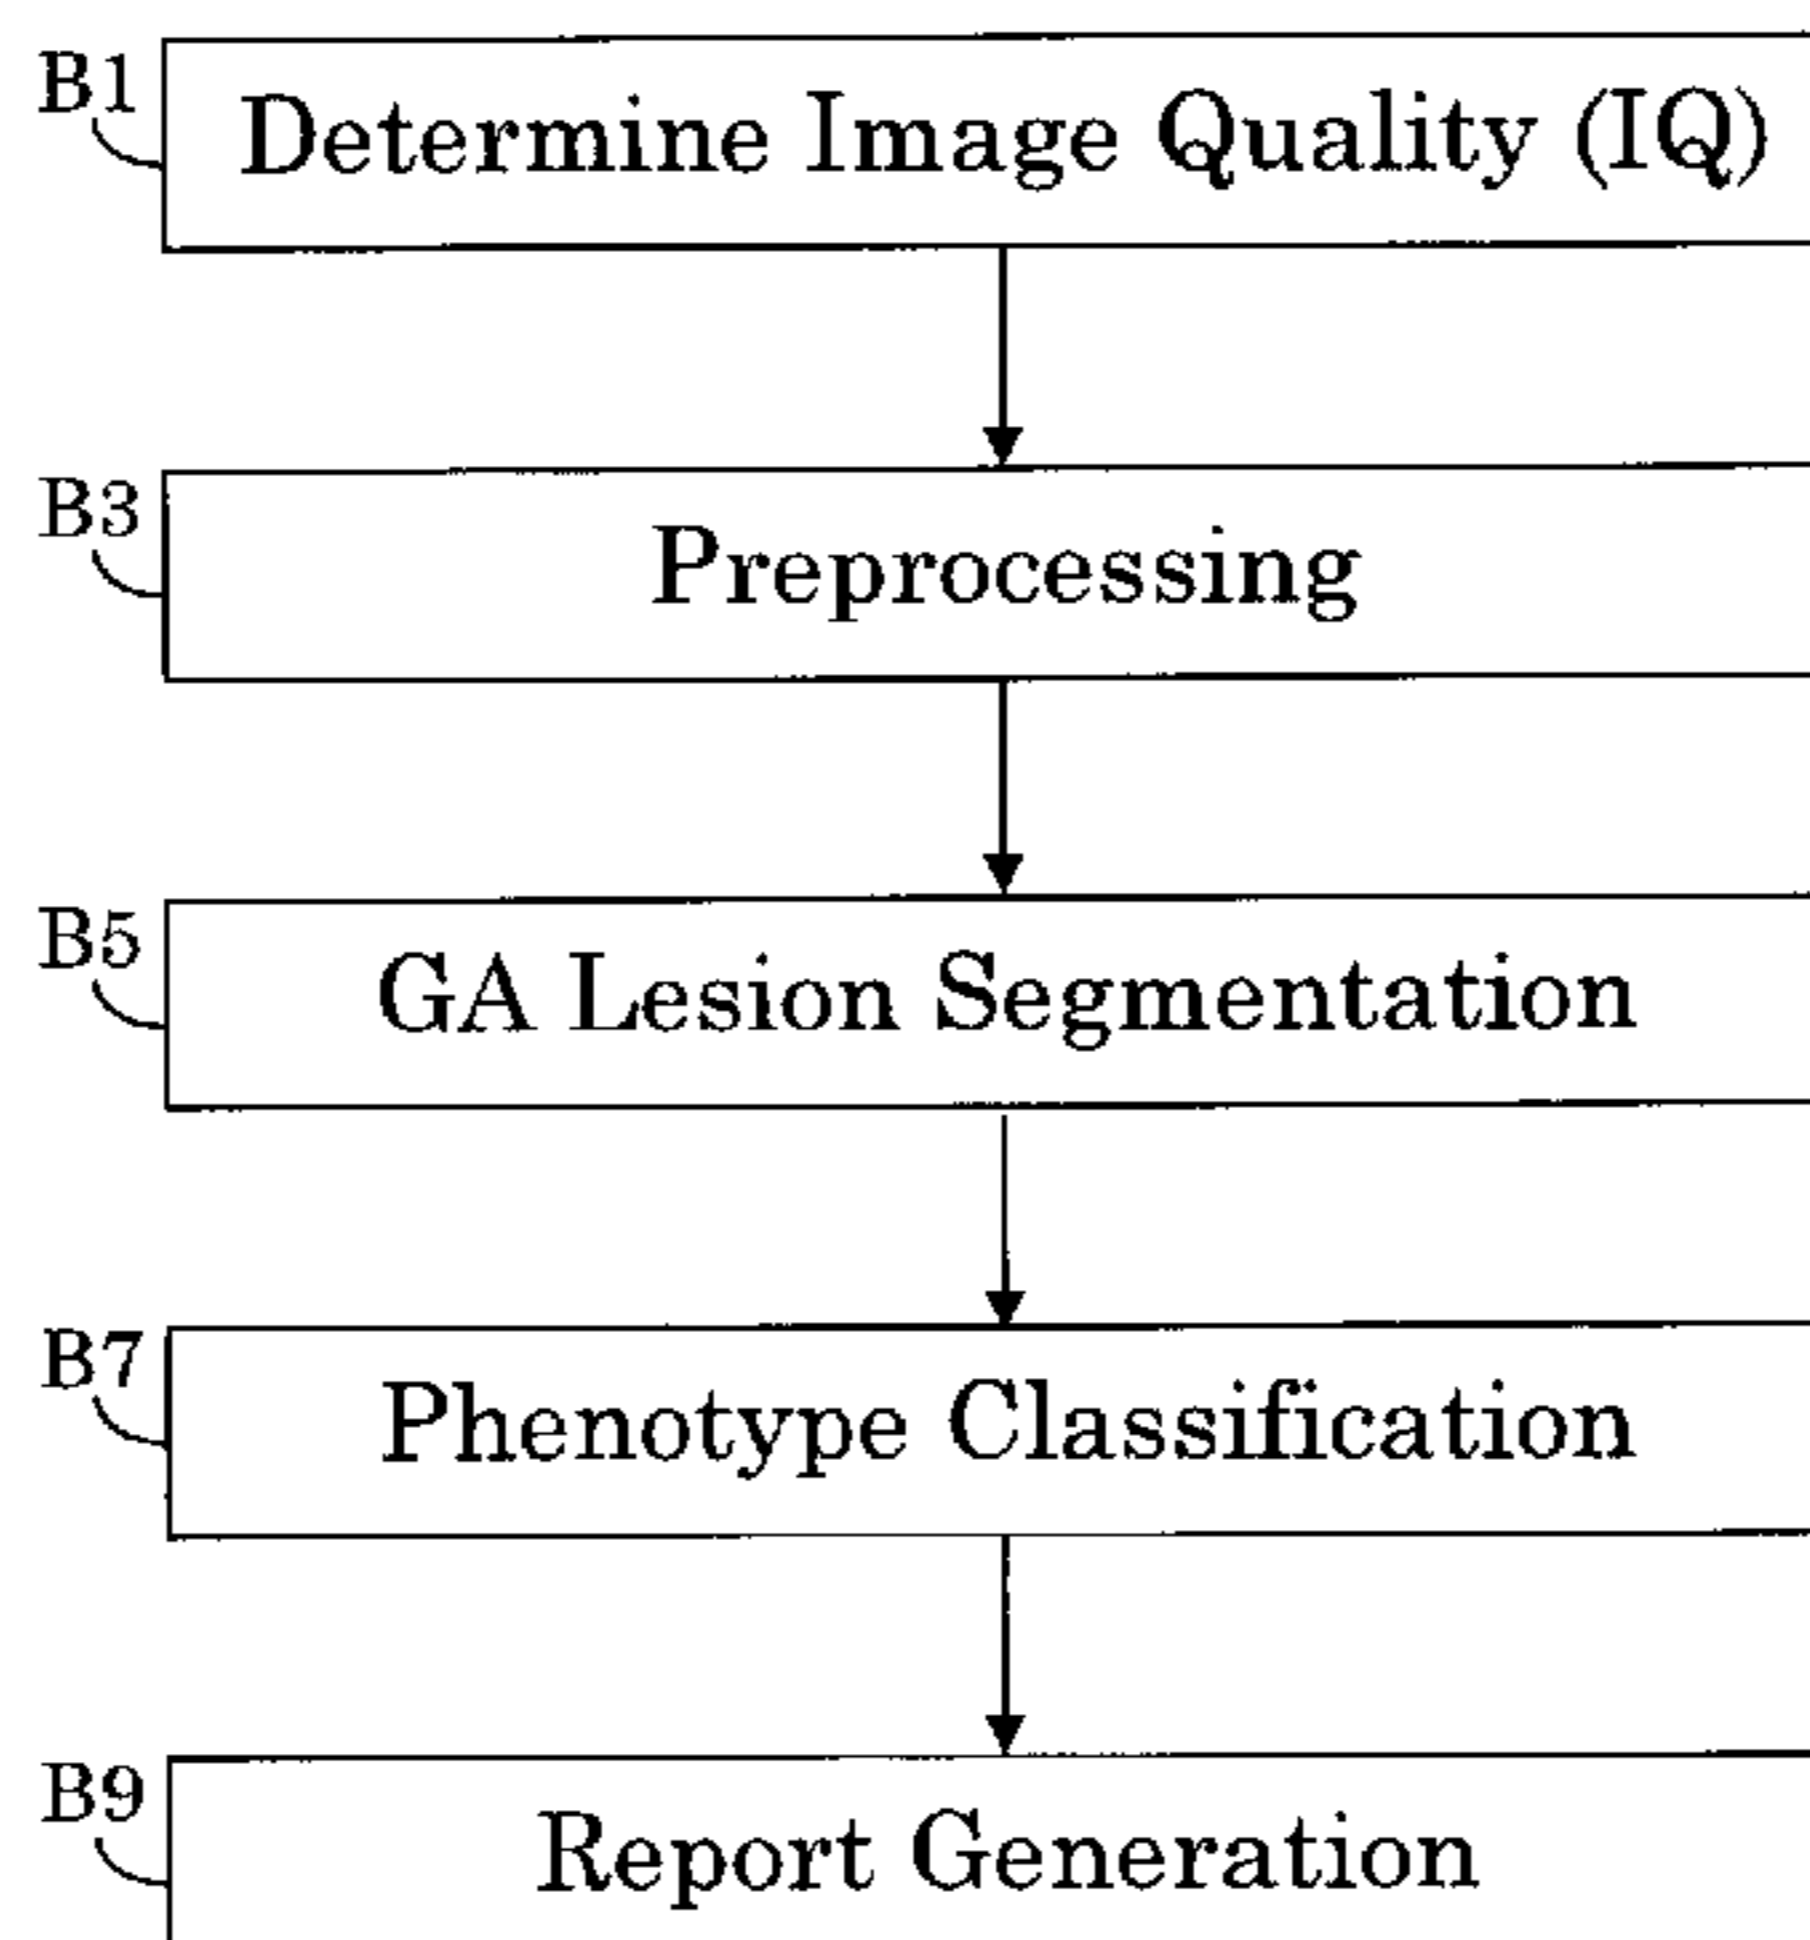 B1
Determine Image Quality (IQ)
B3
Preprocessing
B5
GA Lesion Segmentation
B7
Phenotype Classification
B9
Report Generation